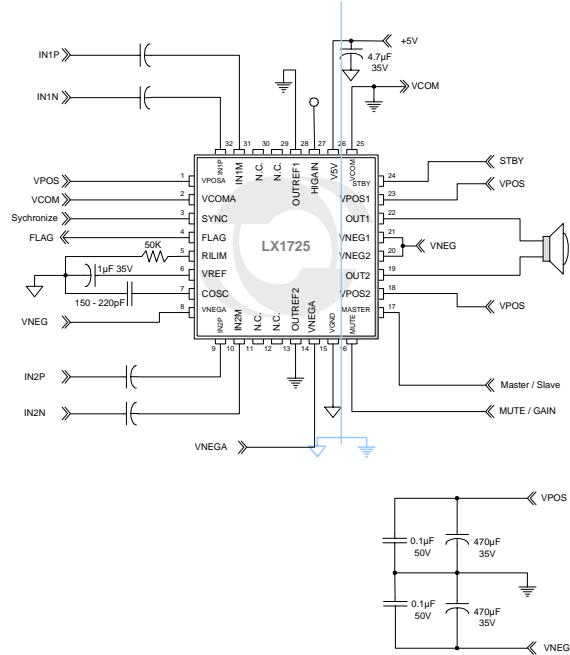 +5V
IN1P
4.7µF
35V
IN1N
VCOM
32 31 30 29 28 27 26 25
IN1P
IN1M
N.C.
N.C.
OUTREF1
HIGAIN
V5V
VCOM
STBY
24 STBY
VPOS 1 VPOSA
VPOS1 23 VPOS
VCOM 2 VCOMA
OUT1 22
Sychronize 3 SYNC
VNEG1 21
FLAG 4 FLAG
VNEG
50K
LX1725
5 RILIM
VNEG2 20
1µF 35V
6 VREF
OUT2 19
150 - 220pF
7 COSC
VPOS2 18
VPOS
VNEG 8 VNEGA
MASTER 17
IN2P
IN2M
N.C.
N.C.
OUTREF2
VNEGA
VGND
MUTE
9 10 11 12 13 14 15 6
IN2P
Master / Slave
IN2N
MUTE / GAIN
VNEGA
VPOS
0.1µF
50V
470µF
35V
0.1µF
50V
470µF
35V
VNEG